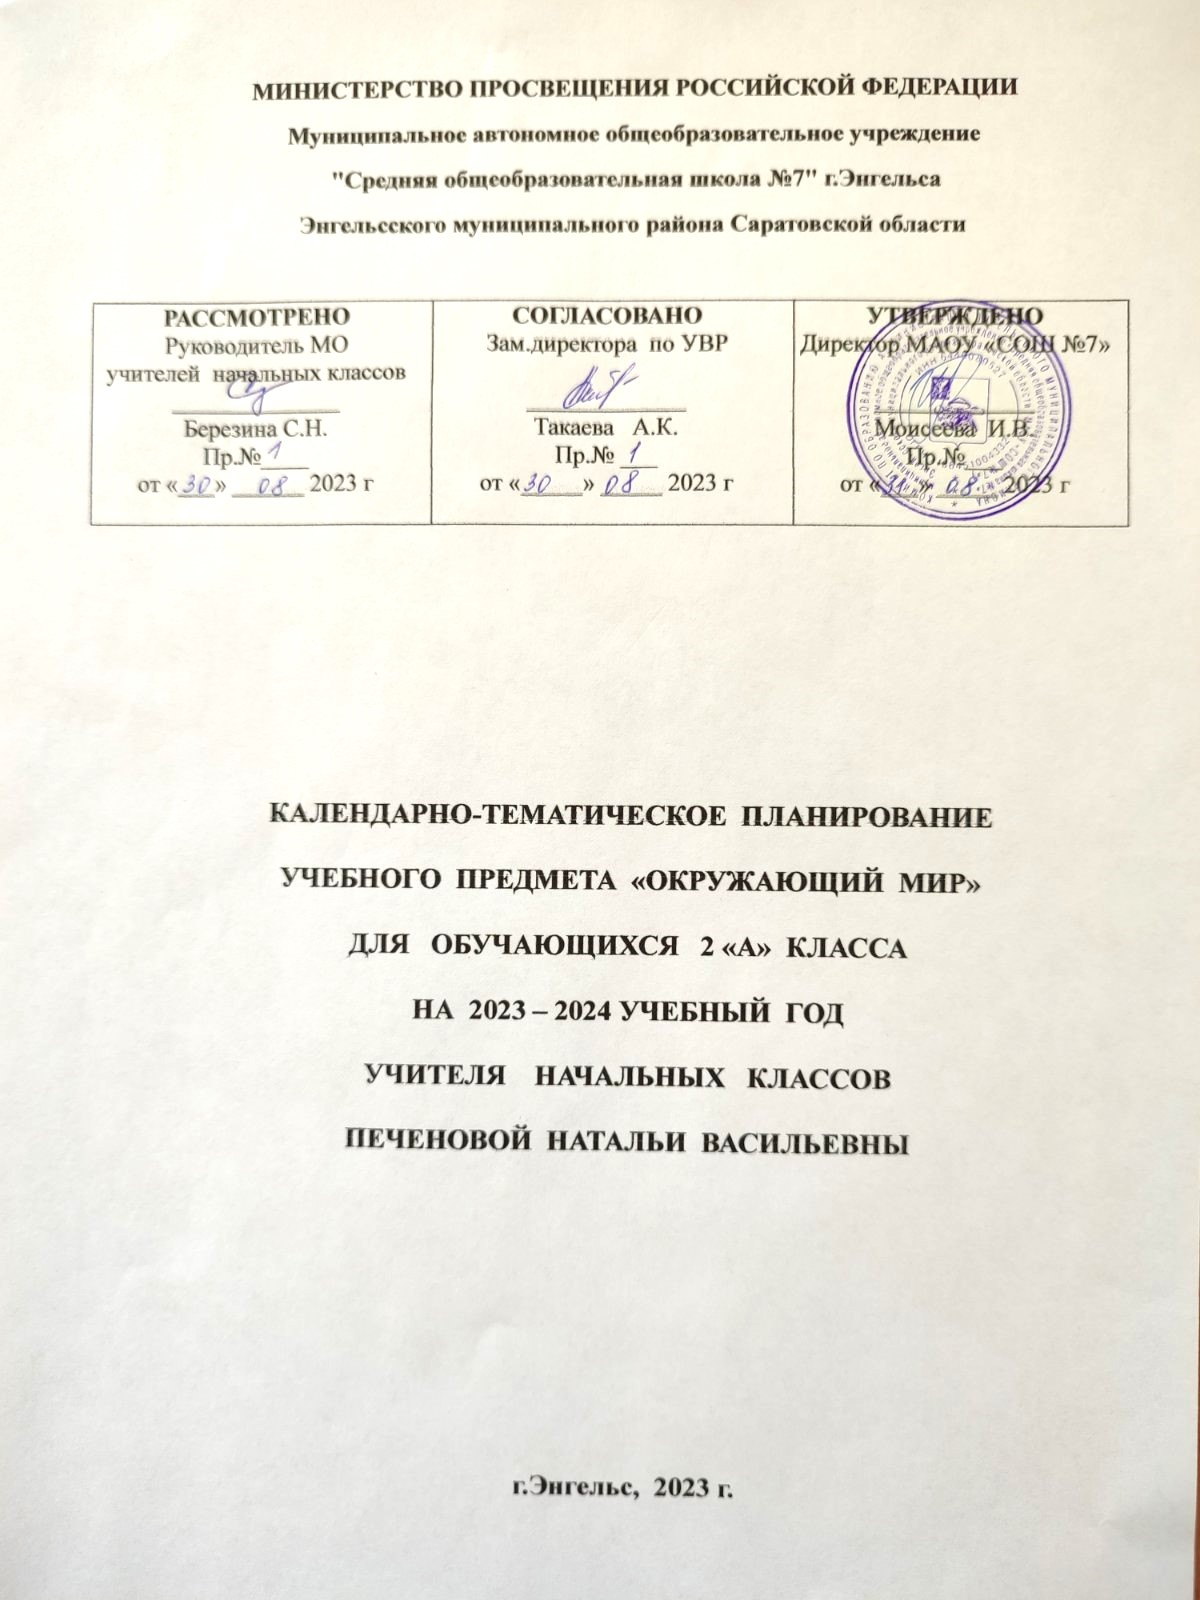 МИНИСТЕРСТВО ПРОСВЕЩЕНИЯ РОССИЙСКОЙ ФЕДЕРАЦИИ
Муниципальное автономное общеобразовательное учреждение
"Средняя общеобразовательная школа №7" г.Энгельса
Энгельсского муниципального района Саратовской области
РАССМОТРЕНО
Руководитель МО
учителей начальных классов
Березина С.Н.
Пр.№ 1
от «30» 08 2023 г
СОГЛАСОВАНО
Зам.директора по УВР
Такаева А.К.
Пр.№ 1
от «30» 08 2023 г
УТВЕРЖДЕНО
Директор МАОУ «СОШ №7»
Моисеева И.В.
Пр.№
от «31» 08. 2023 г
КАЛЕНДАРНО-ТЕМАТИЧЕСКОЕ ПЛАНИРОВАНИЕ
УЧЕБНОГО ПРЕДМЕТА «ОКРУЖАЮЩИЙ МИР»
ДЛЯ ОБУЧАЮЩИХСЯ 2 «А» КЛАССА
НА 2023 – 2024 УЧЕБНЫЙ ГОД
УЧИТЕЛЯ НАЧАЛЬНЫХ КЛАССОВ
ПЕЧЕНОВОЙ НАТАЛЬИ ВАСИЛЬЕВНЫ
г.Энгельс, 2023 г.